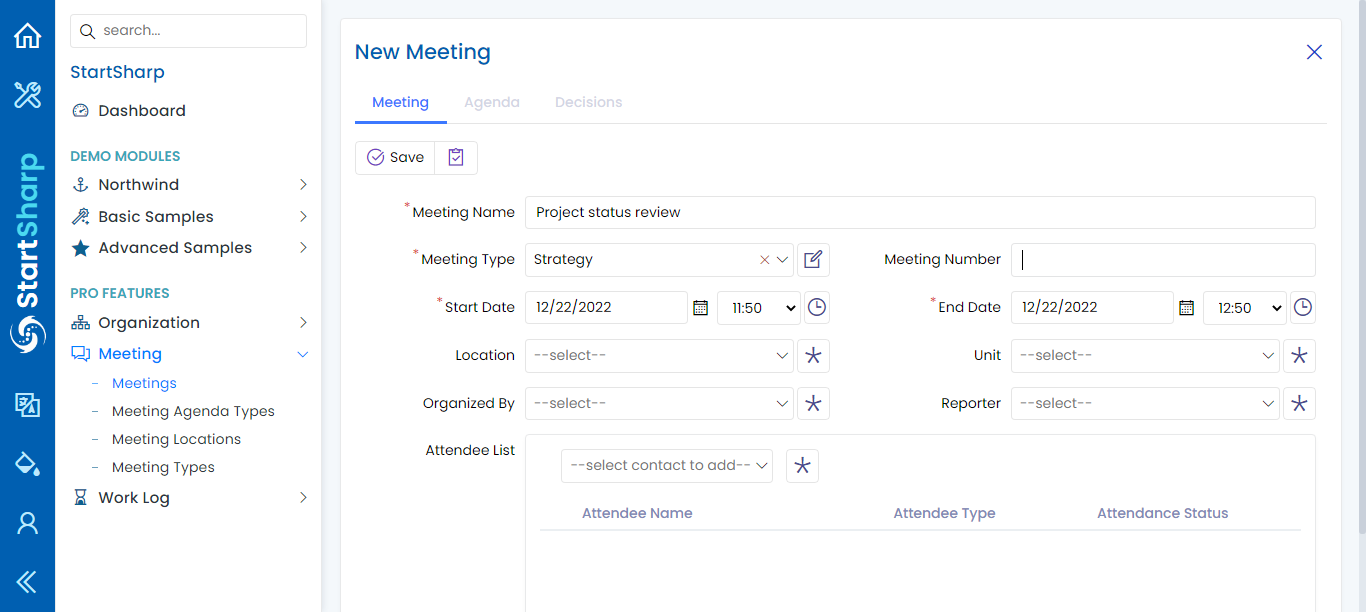 search...
StartSharp
Dashboard
DEMO MODULES
Northwind
Basic Samples
Advanced Samples
PRO FEATURES
Organization
Meeting
Meetings
Meeting Agenda Types
Meeting Locations
Meeting Types
Work Log
StartSharp
New Meeting
Meeting Agenda Decisions
Save
*Meeting Name Project status review
*Meeting Type Strategy Meeting Number
*Start Date 12/22/2022 11:50 *End Date 12/22/2022 12:50
Location --select-- Unit --select--
Organized By --select-- Reporter --select--
Attendee List --select contact to add--
Attendee Name Attendee Type Attendance Status